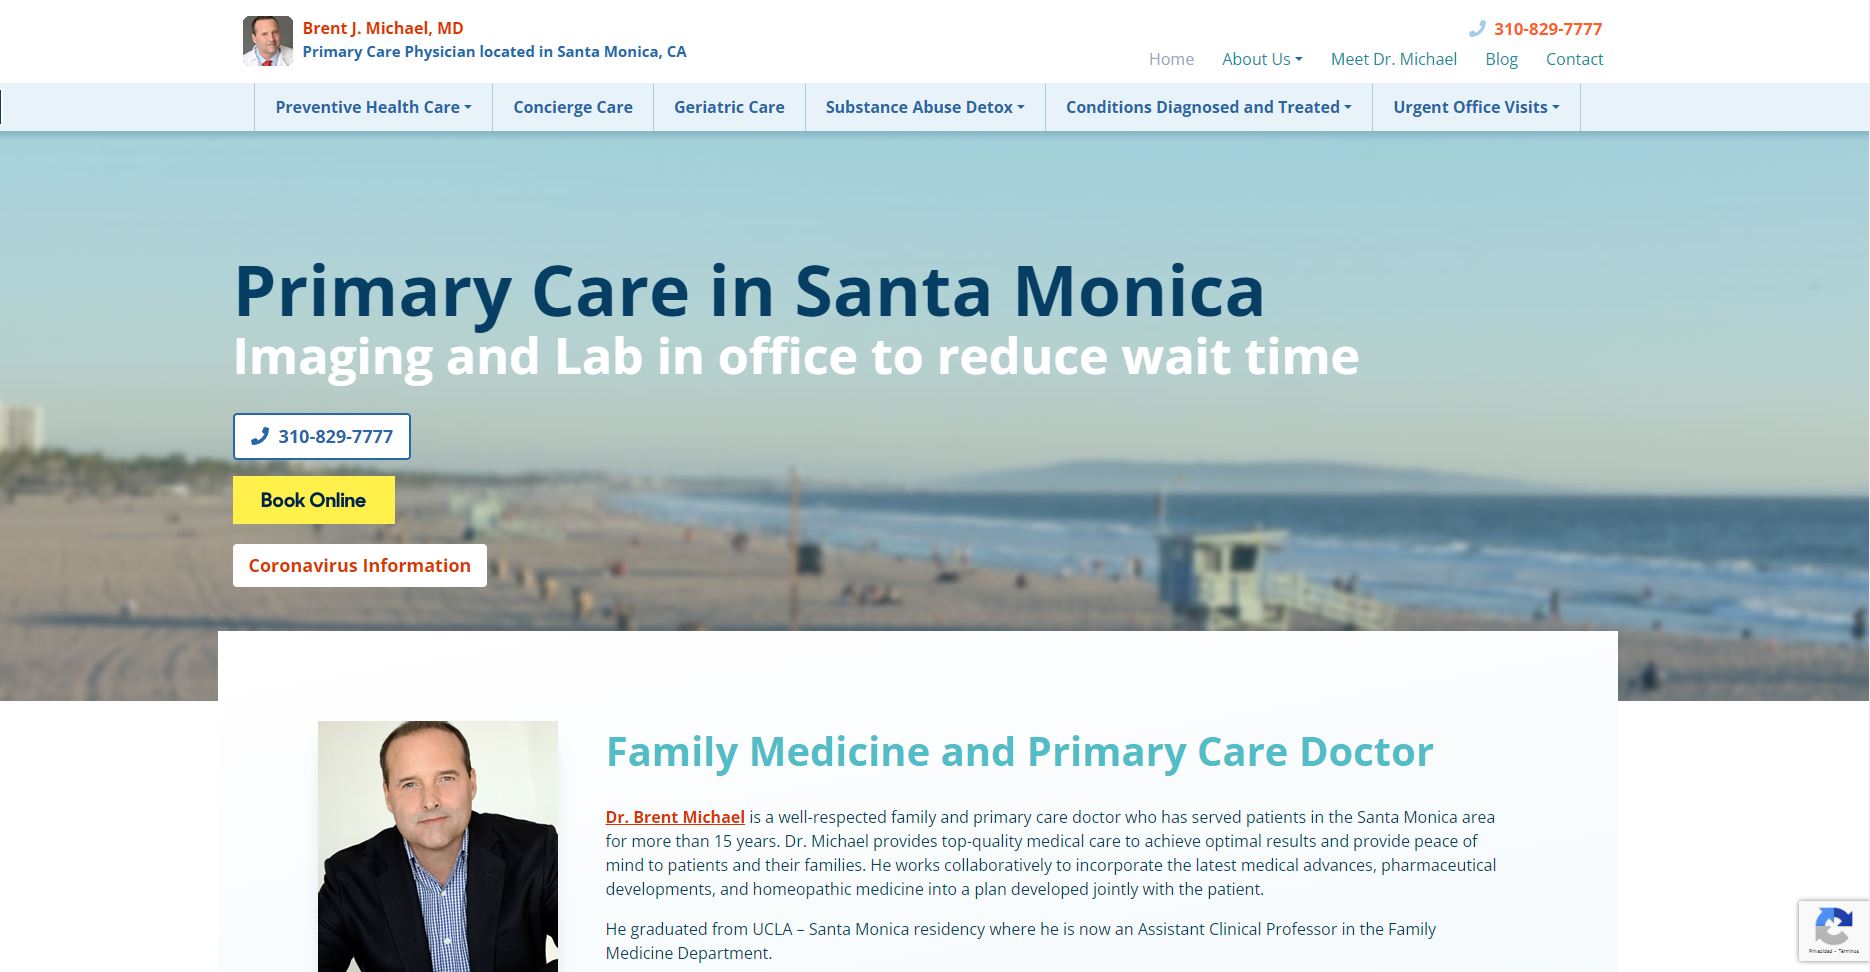 Brent J. Michael, MD
Primary Care Physician located in Santa Monica, CA
310-829-7777
Home About Us Meet Dr. Michael Blog Contact
Preventive Health Care Concierge Care Geriatric Care Substance Abuse Detox Conditions Diagnosed and Treated Urgent Office Visits
Primary Care in Santa Monica
Imaging and Lab in office to reduce wait time
310-829-7777
Book Online
Coronavirus Information
Family Medicine and Primary Care Doctor
Dr. Brent Michael is a well-respected family and primary care doctor who has served patients in the Santa Monica area
for more than 15 years. Dr. Michael provides top-quality medical care to achieve optimal results and provide peace of
mind to patients and their families. He works collaboratively to incorporate the latest medical advances, pharmaceutical
developments, and homeopathic medicine into a plan developed jointly with the patient.
He graduated from UCLA – Santa Monica residency where he is now an Assistant Clinical Professor in the Family
Medicine Department.
Privacidad - Términos